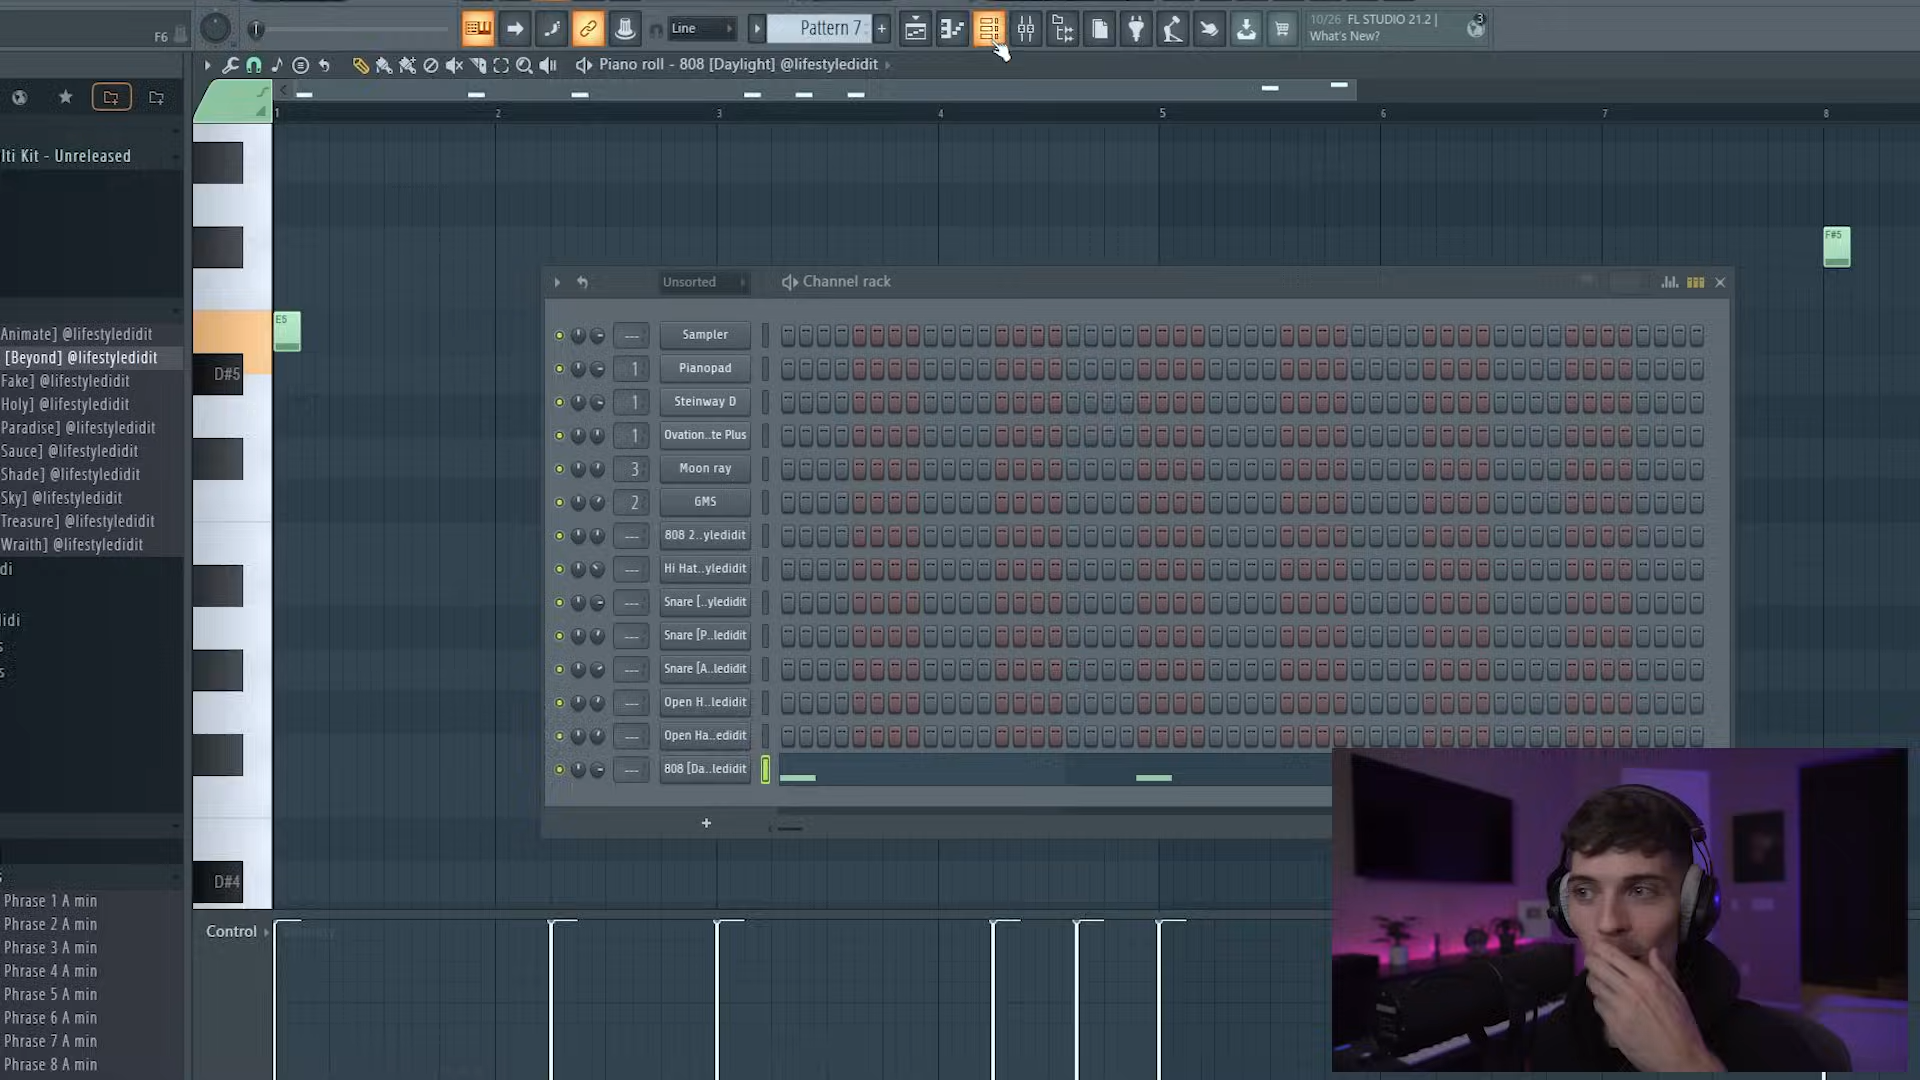 F6
Line
Pattern 7
+
10/26 FL STUDIO 21.2 |
What's New?
3
Piano roll - 808 [Daylight] @lifestyledidit
1 2 3 4 5 6 7 8
lti Kit - Unreleased
Animate] @lifestyledidit
[Beyond] @lifestyledidit
Fake] @lifestyledidit
Holy] @lifestyledidit
Paradise] @lifestyledidit
Sauce] @lifestyledidit
Shade] @lifestyledidit
Sky] @lifestyledidit
Treasure] @lifestyledidit
Wraith] @lifestyledidit
di
lidi
s
s
s
Phrase 1 A min
Phrase 2 A min
Phrase 3 A min
Phrase 4 A min
Phrase 5 A min
Phrase 6 A min
Phrase 7 A min
Phrase 8 A min
F#5
E5
D#5
D#4
Unsorted
Channel rack
--- Sampler
1 Pianopad
1 Steinway D
1 Ovation..te Plus
3 Moon ray
2 GMS
--- 808 2..yledidit
--- Hi Hat..yledidit
--- Snare [..yledidit
--- Snare [P..ledidit
--- Snare [A..ledidit
--- Open H..ledidit
--- Open Ha..edidit
--- 808 [Da..ledidit
+
Control